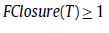 FClosure(T) ≥ 1